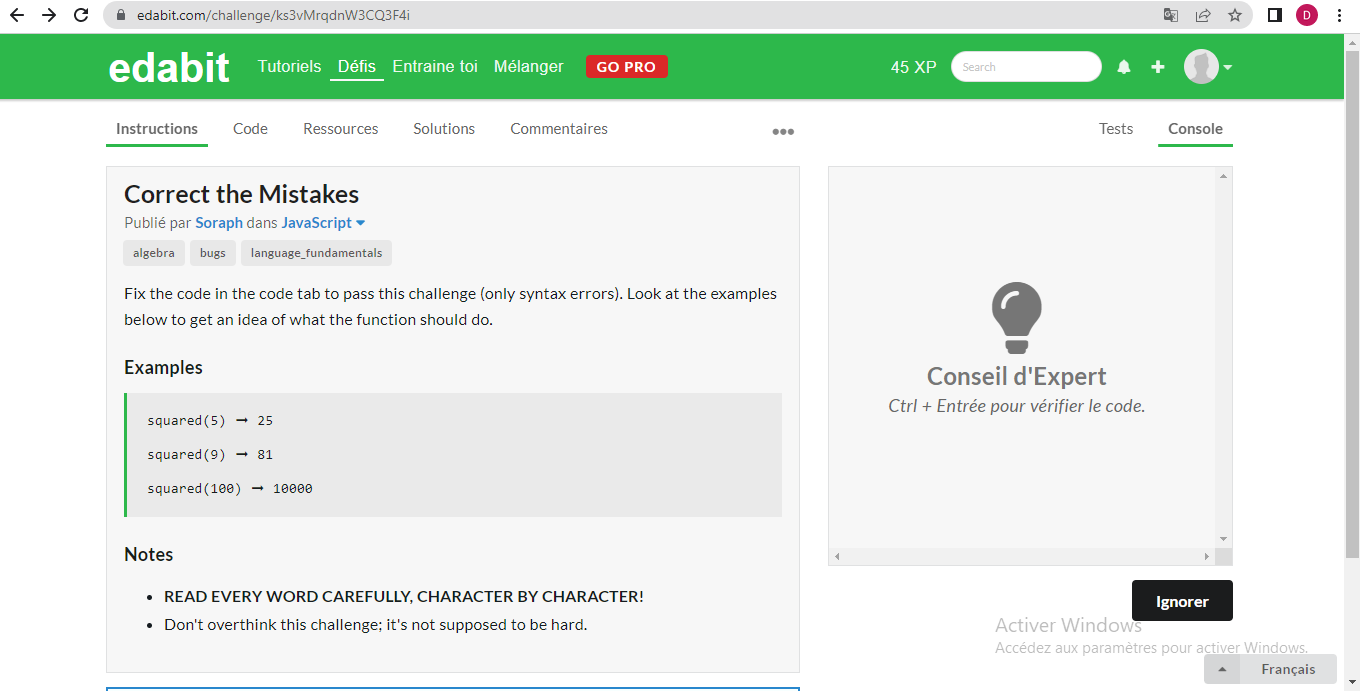 edabit.com/challenge/ks3vMrqdnW3CQ3F4i
D
edabit
Tutoriels Défis Entraine toi Mélanger GO PRO 45 XP Search
Instructions Code Ressources Solutions Commentaires ••• Tests Console
Correct the Mistakes
Publié par Soraph dans JavaScript
algebra bugs language_fundamentals
Fix the code in the code tab to pass this challenge (only syntax errors). Look at the examples
below to get an idea of what the function should do.
Examples
squared(5) ➞ 25
squared(9) ➞ 81
squared(100) ➞ 10000
Notes
• READ EVERY WORD CAREFULLY, CHARACTER BY CHARACTER!
• Don't overthink this challenge; it's not supposed to be hard.
Conseil d'Expert
Ctrl + Entrée pour vérifier le code.
Ignorer
Activer Windows
Accédez aux paramètres pour activer Windows.
Français